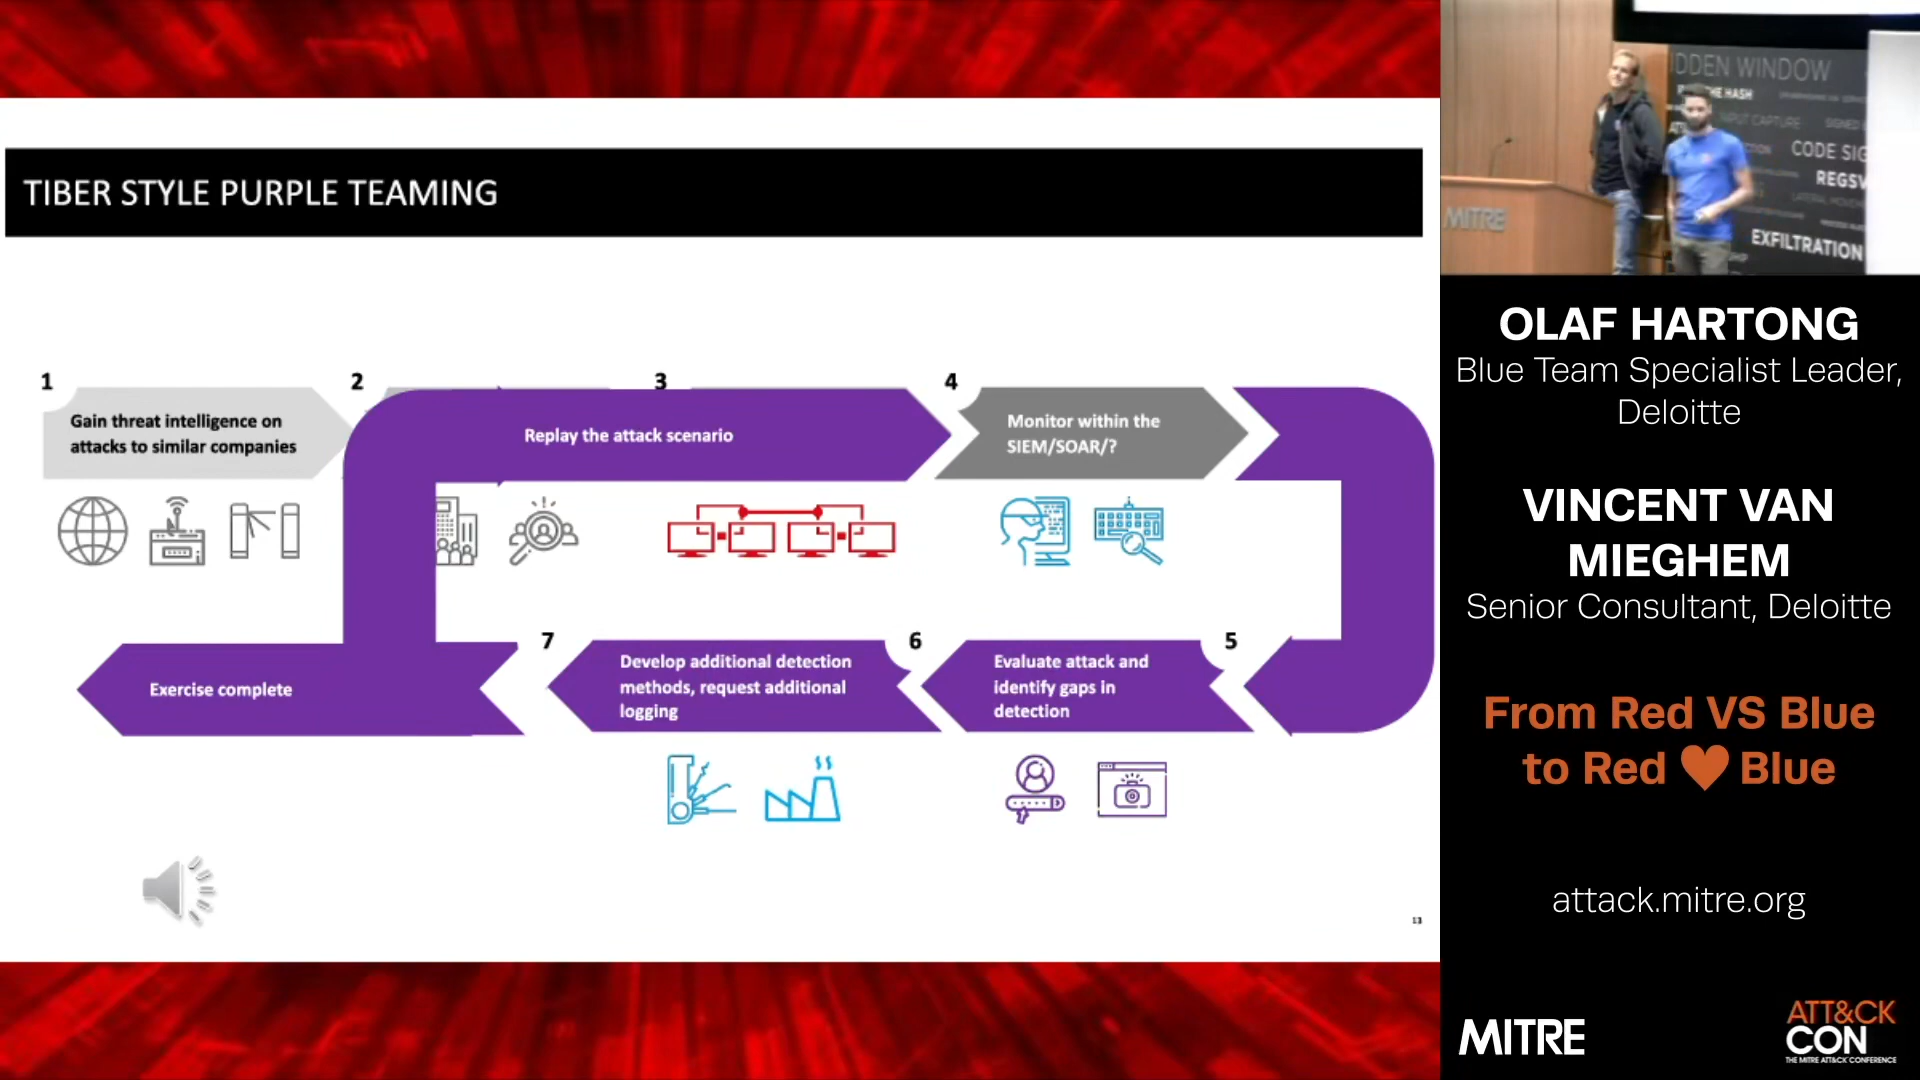 TIBER STYLE PURPLE TEAMING
1
Gain threat intelligence on
attacks to similar companies
2
3
Replay the attack scenario
4
Monitor within the
SIEM/SOAR/?
5
Evaluate attack and
identify gaps in
detection
6
Develop additional detection
methods, request additional
logging
7
Exercise complete
13
IDDEN WINDOW
THE HASH
INPUT CAPTURE
SIGNED
CODE SIG
REGSV
EXFILTRATION
MITRE
OLAF HARTONG
Blue Team Specialist Leader,
Deloitte
VINCENT VAN
MIEGHEM
Senior Consultant, Deloitte
From Red VS Blue
to Red ♥ Blue
attack.mitre.org
MITRE
ATT&CK
CON
THE MITRE ATT&CK CONFERENCE